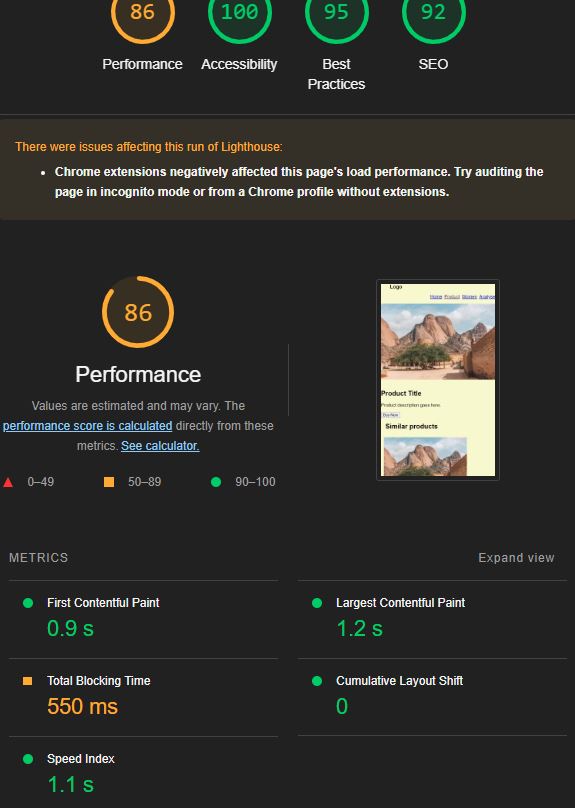 86 100 95 92
Performance Accessibility Best Practices SEO
There were issues affecting this run of Lighthouse:
Chrome extensions negatively affected this page's load performance. Try auditing the
page in incognito mode or from a Chrome profile without extensions.
86
Performance
Values are estimated and may vary. The
performance score is calculated directly from these
metrics. See calculator.
0–49 50–89 90–100
Logo
Home Product Blockers Analyse
Product Title
Product description goes here.
Buy Now
Similar products
METRICS
Expand view
First Contentful Paint
0.9 s
Largest Contentful Paint
1.2 s
Total Blocking Time
550 ms
Cumulative Layout Shift
0
Speed Index
1.1 s